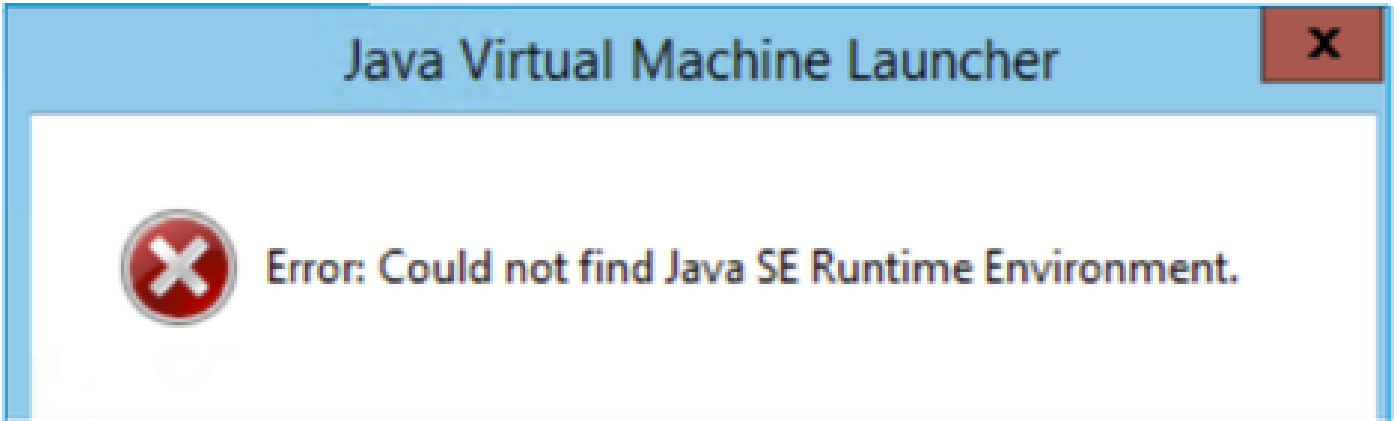 Java Virtual Machine Launcher
x
Error: Could not find Java SE Runtime Environment.